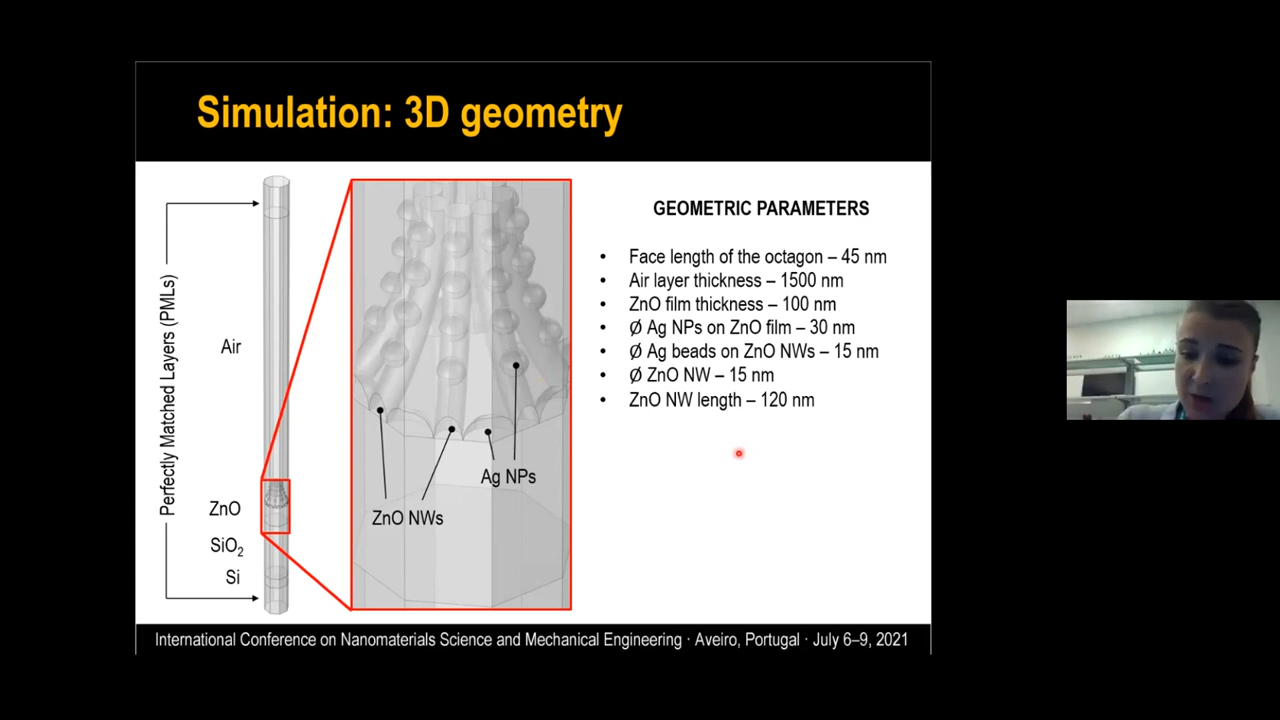 Simulation: 3D geometry
Perfectly Matched Layers (PMLs)
Air
ZnO
SiO₂
Si
Ag NPs
ZnO NWs
GEOMETRIC PARAMETERS
• Face length of the octagon – 45 nm
• Air layer thickness – 1500 nm
• ZnO film thickness – 100 nm
• Ø Ag NPs on ZnO film – 30 nm
• Ø Ag beads on ZnO NWs – 15 nm
• Ø ZnO NW – 15 nm
• ZnO NW length – 120 nm
International Conference on Nanomaterials Science and Mechanical Engineering · Aveiro, Portugal · July 6–9, 2021